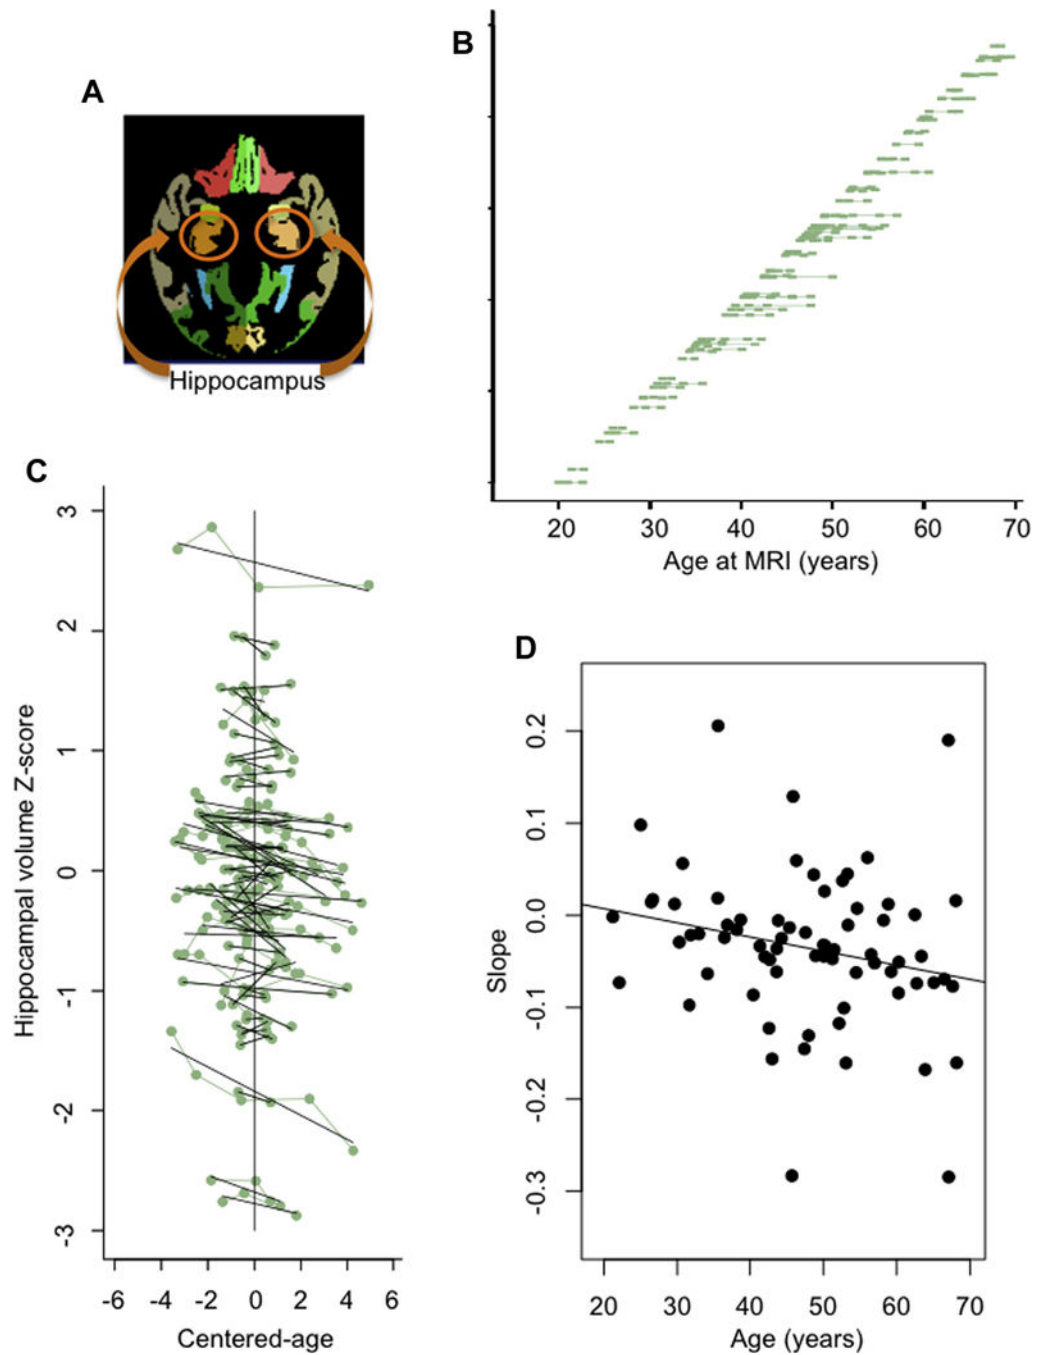 A
Hippocampus
B
20 30 40 50 60 70
Age at MRI (years)
C
3
2
1
0
-1
-2
-3
Hippocampal volume Z-score
-6 -4 -2 0 2 4 6
Centered-age
D
0.2
0.1
0.0
-0.1
-0.2
-0.3
Slope
20 30 40 50 60 70
Age (years)